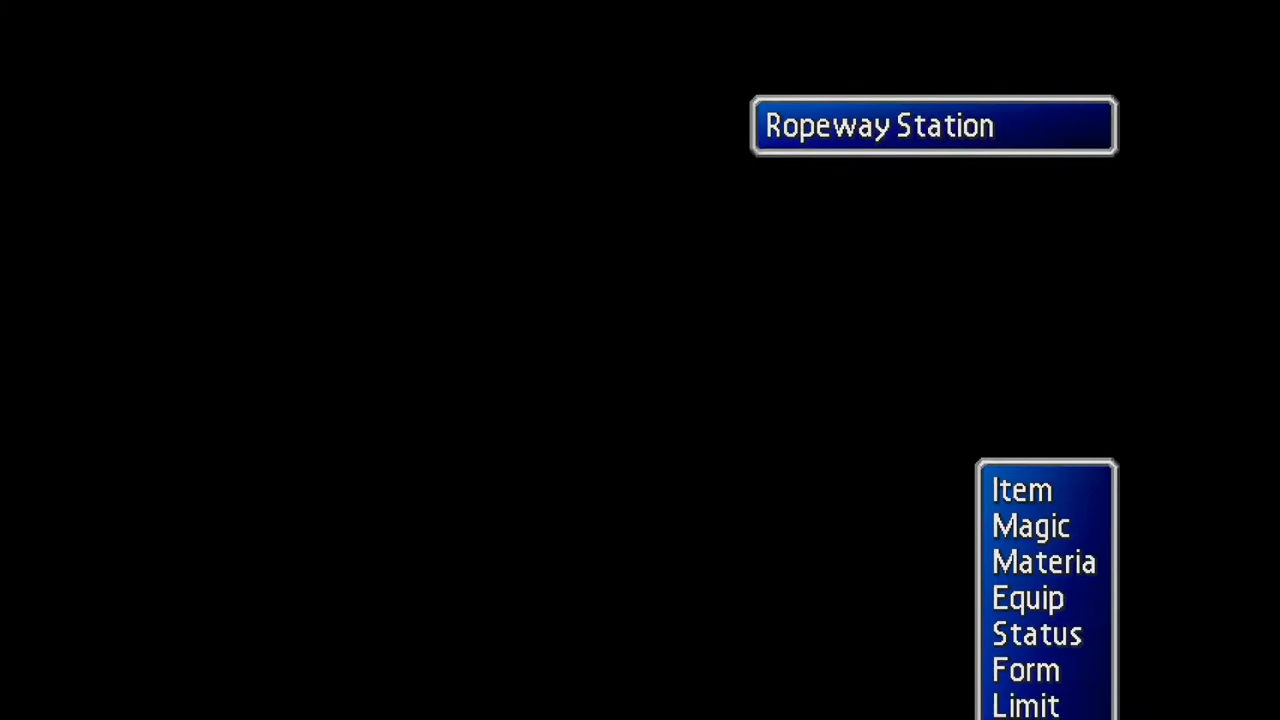 Ropeway Station
Item
Magic
Materia
Equip
Status
Form
Limit